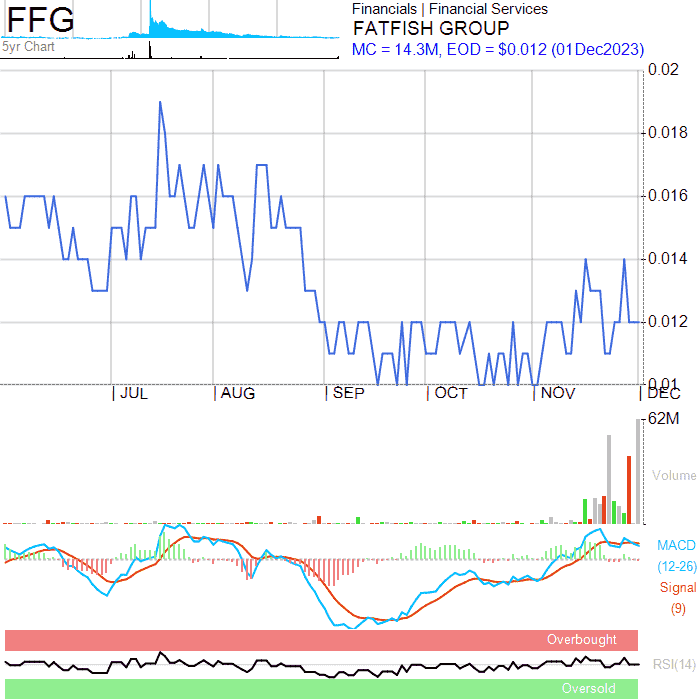 FFG
5yr Chart
Financials | Financial Services
FATFISH GROUP
MC = 14.3M, EOD = $0.012 (01Dec2023)
0.02
0.018
0.016
0.014
0.012
0.01
| JUL | AUG | SEP | OCT | NOV | DEC
62M
Volume
MACD
(12-26)
Signal
(9)
Overbought
RSI(14)
Oversold